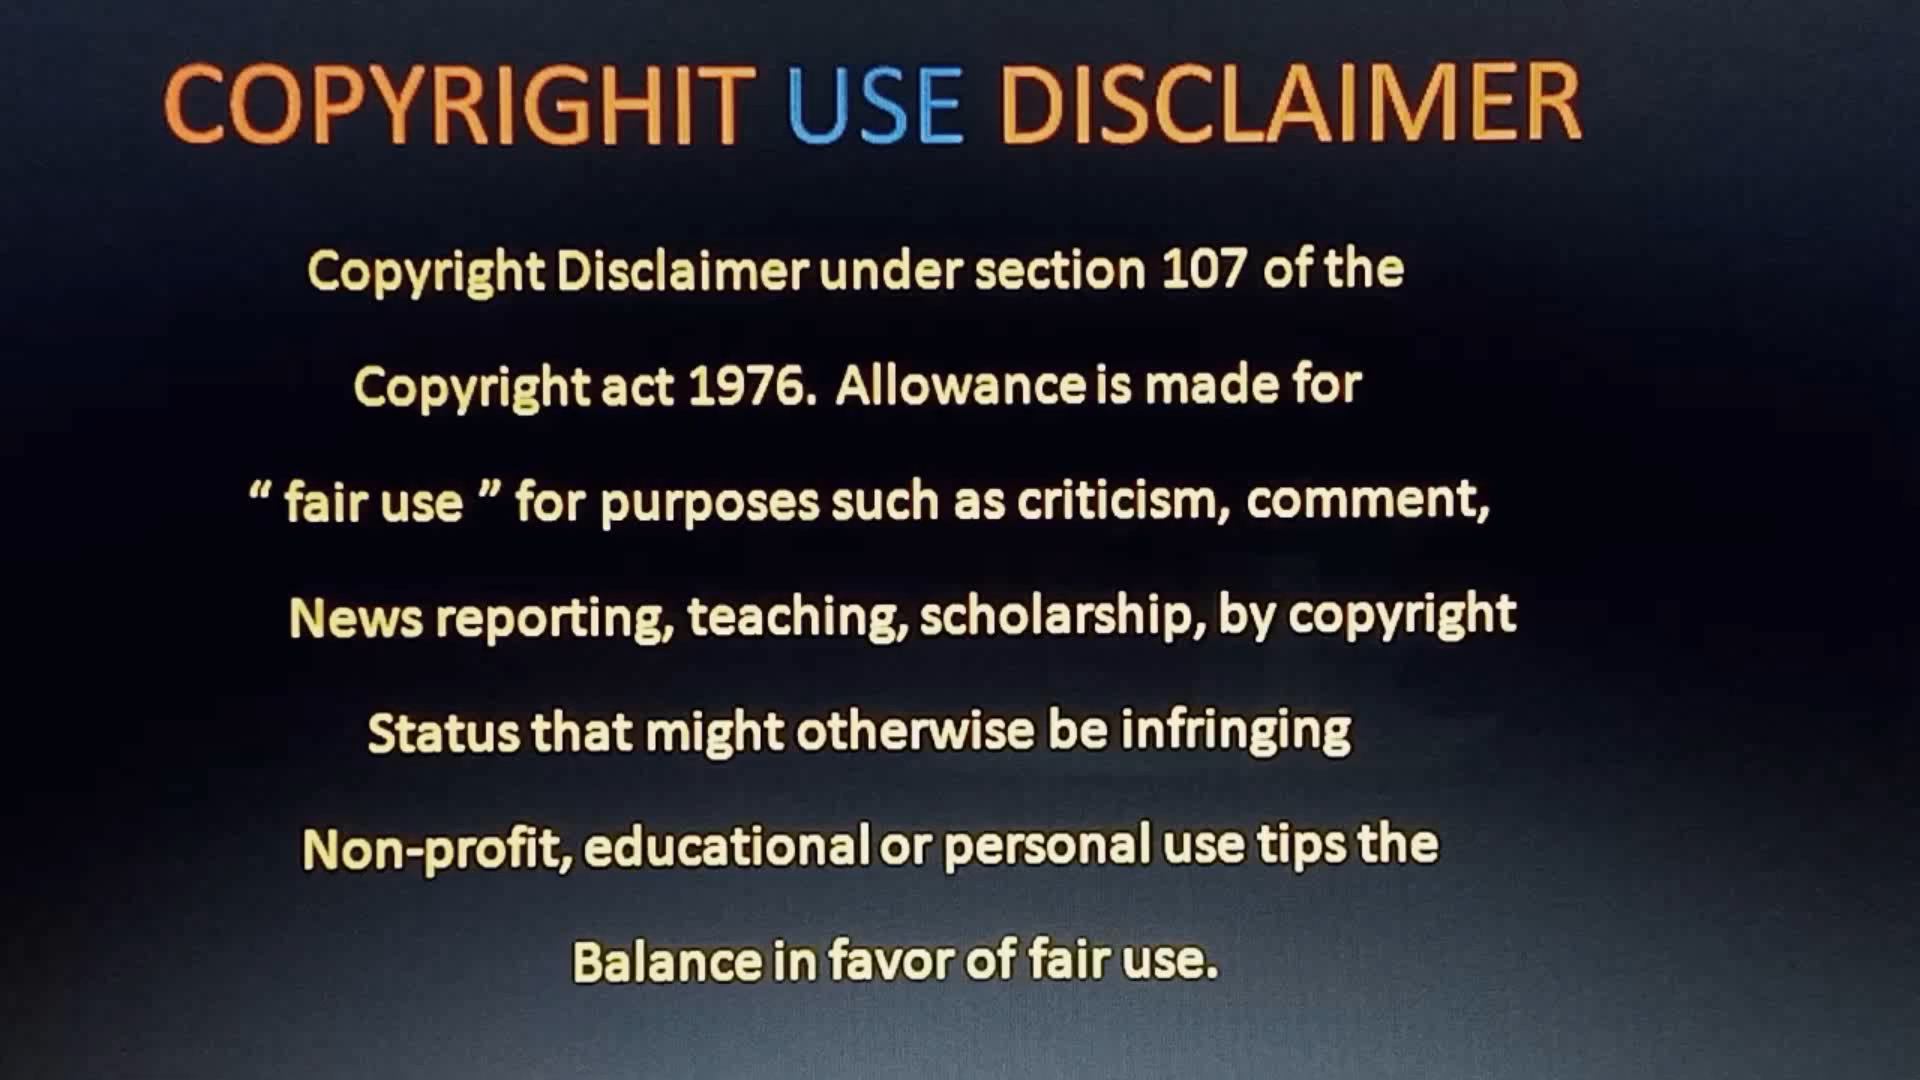 COPYRIGHIT USE DISCLAIMER
Copyright Disclaimer under section 107 of the
Copyright act 1976. Allowance is made for
“ fair use ” for purposes such as criticism, comment,
News reporting, teaching, scholarship, by copyright
Status that might otherwise be infringing
Non-profit, educational or personal use tips the
Balance in favor of fair use.